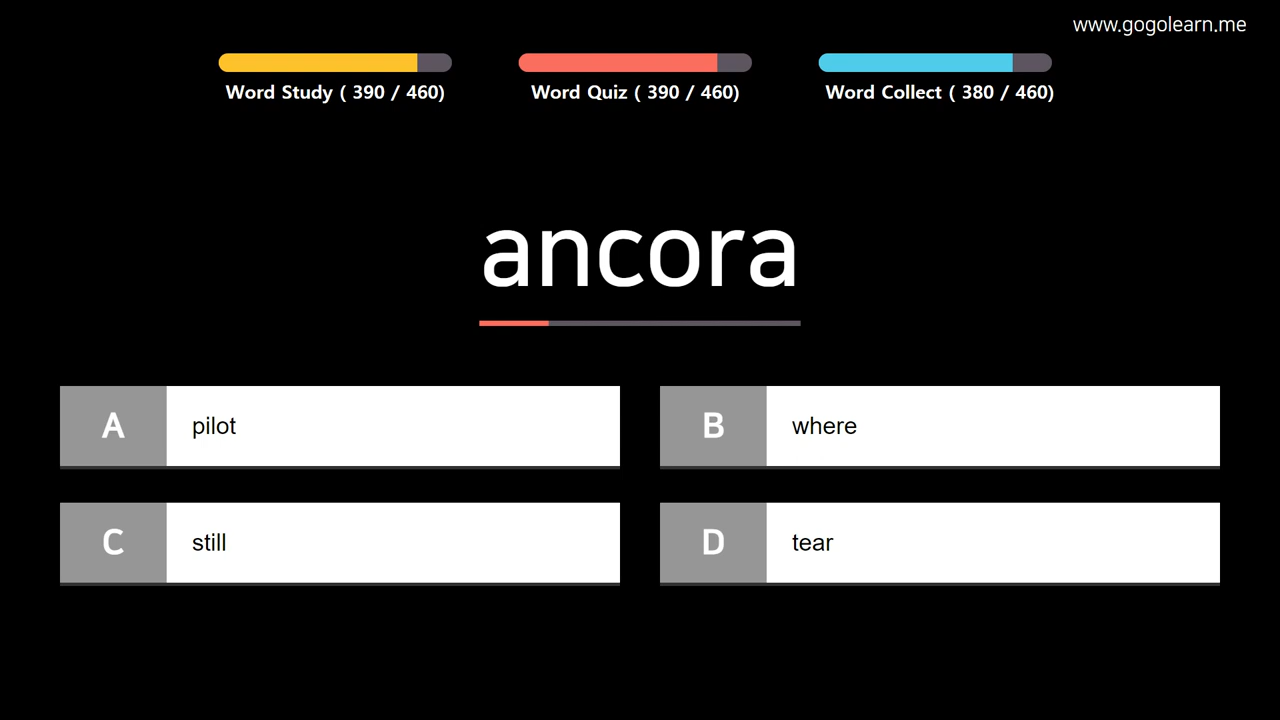 www.gogolearn.me
Word Study ( 390 / 460)
Word Quiz ( 390 / 460)
Word Collect ( 380 / 460)
ancora
A pilot
B where
C still
D tear